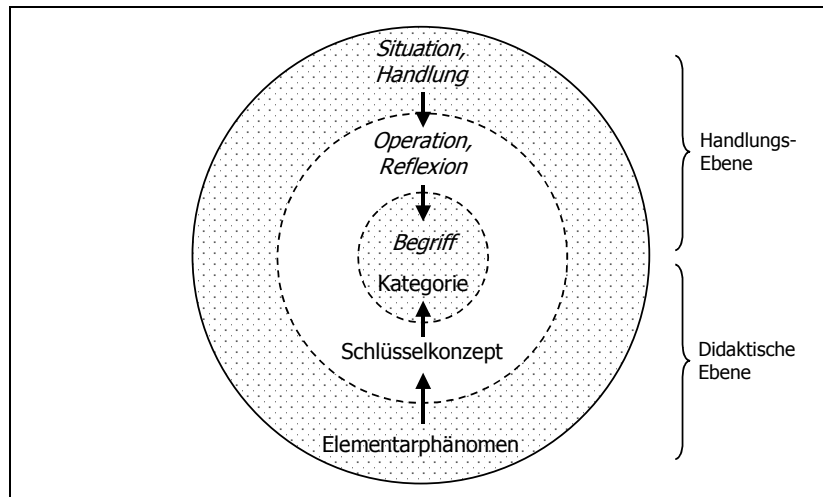 Situation,
Handlung
Operation,
Reflexion
Begriff
Kategorie
Schlüsselkonzept
Elementarphänomen
Handlungs-
Ebene
Didaktische
Ebene